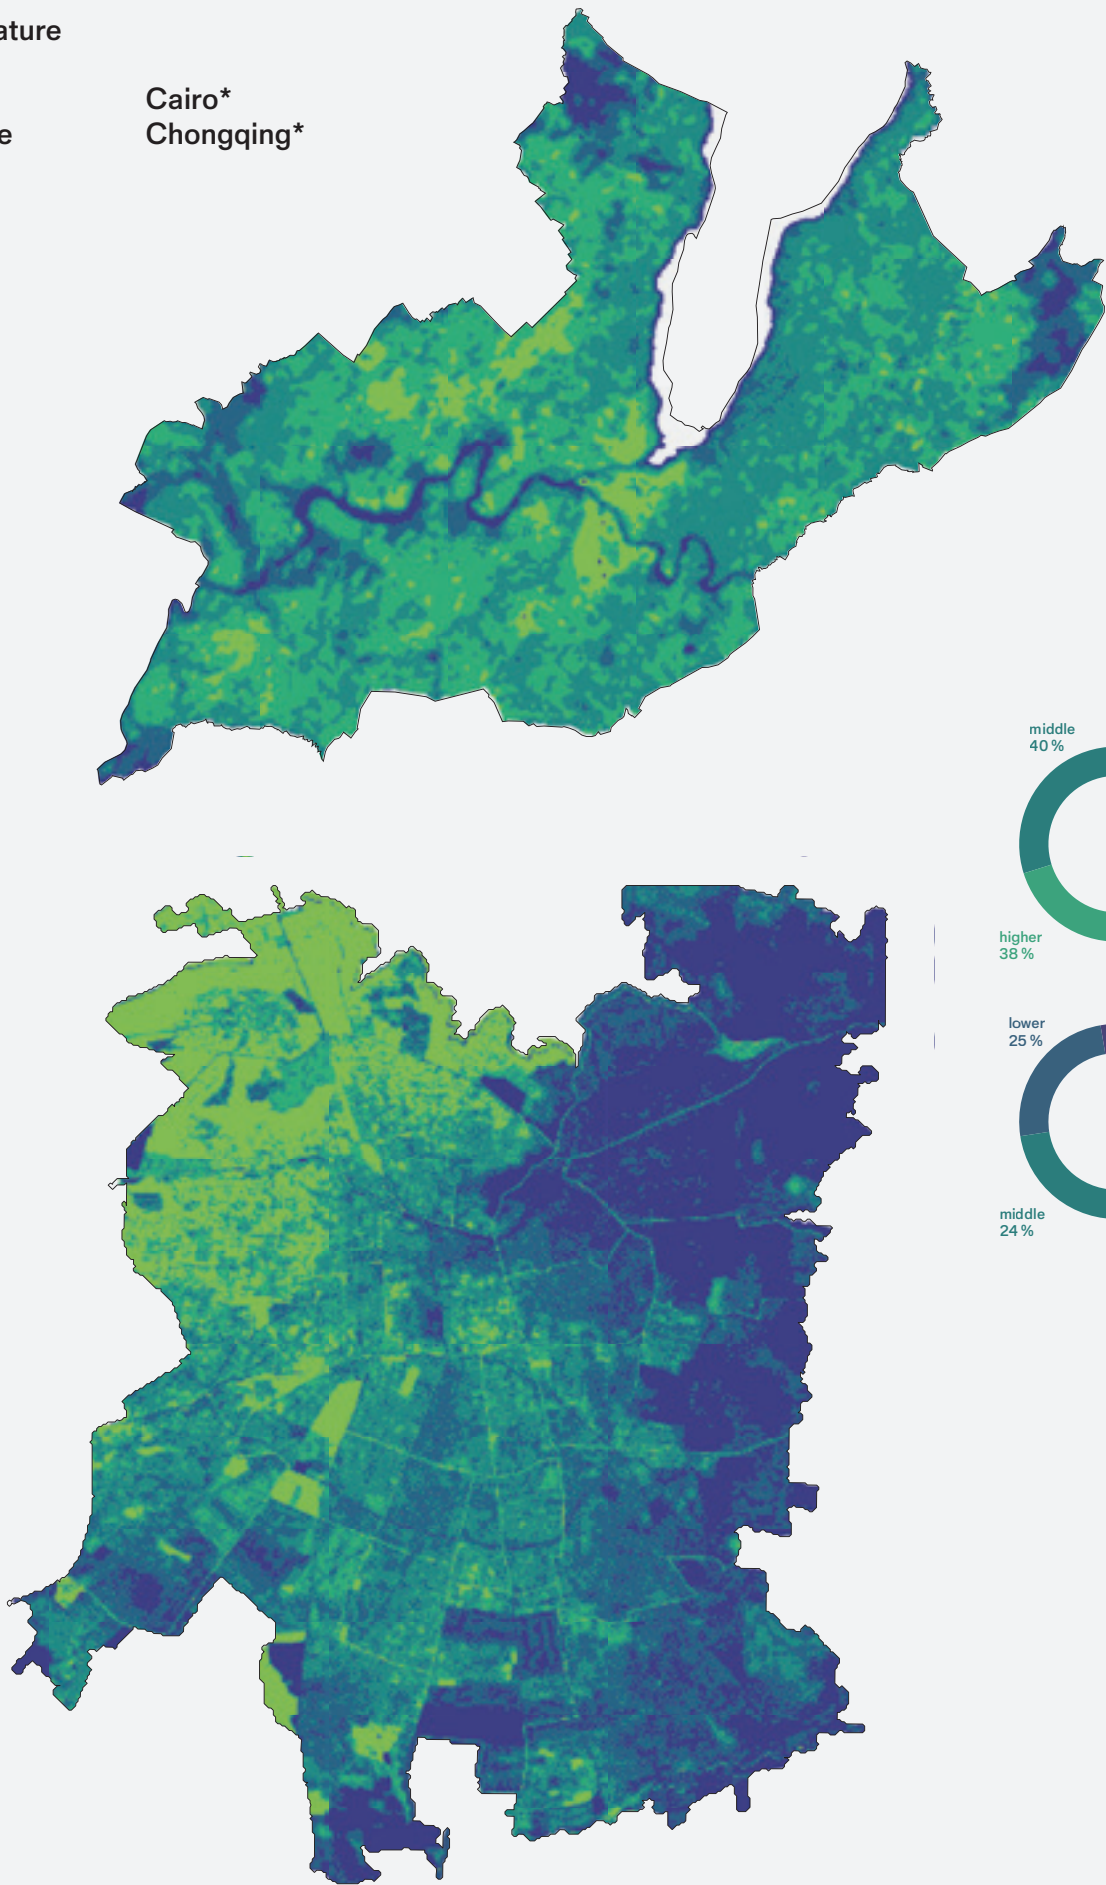 ature
e
Cairo*
Chongqing*
middle
40 %
higher
38 %
lower
25 %
middle
24 %